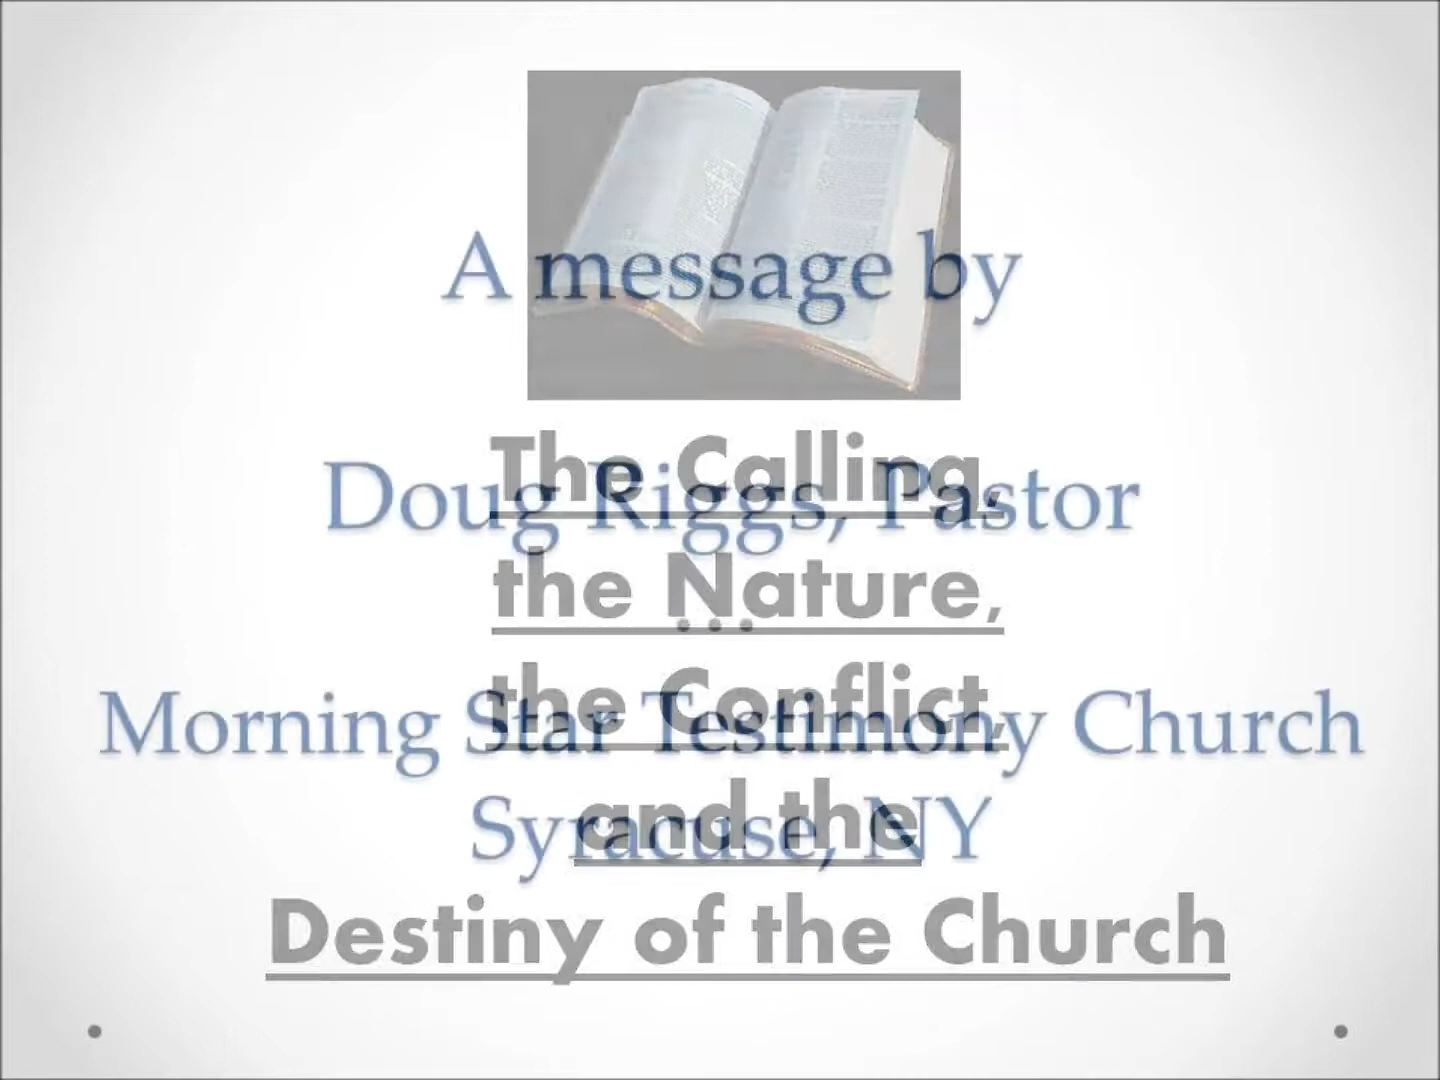 A message by
Doug Riggs, Pastor
Morning Star Testimony Church
Syracuse, NY
The Calling,
the Nature,
the Conflict,
and the
Destiny of the Church